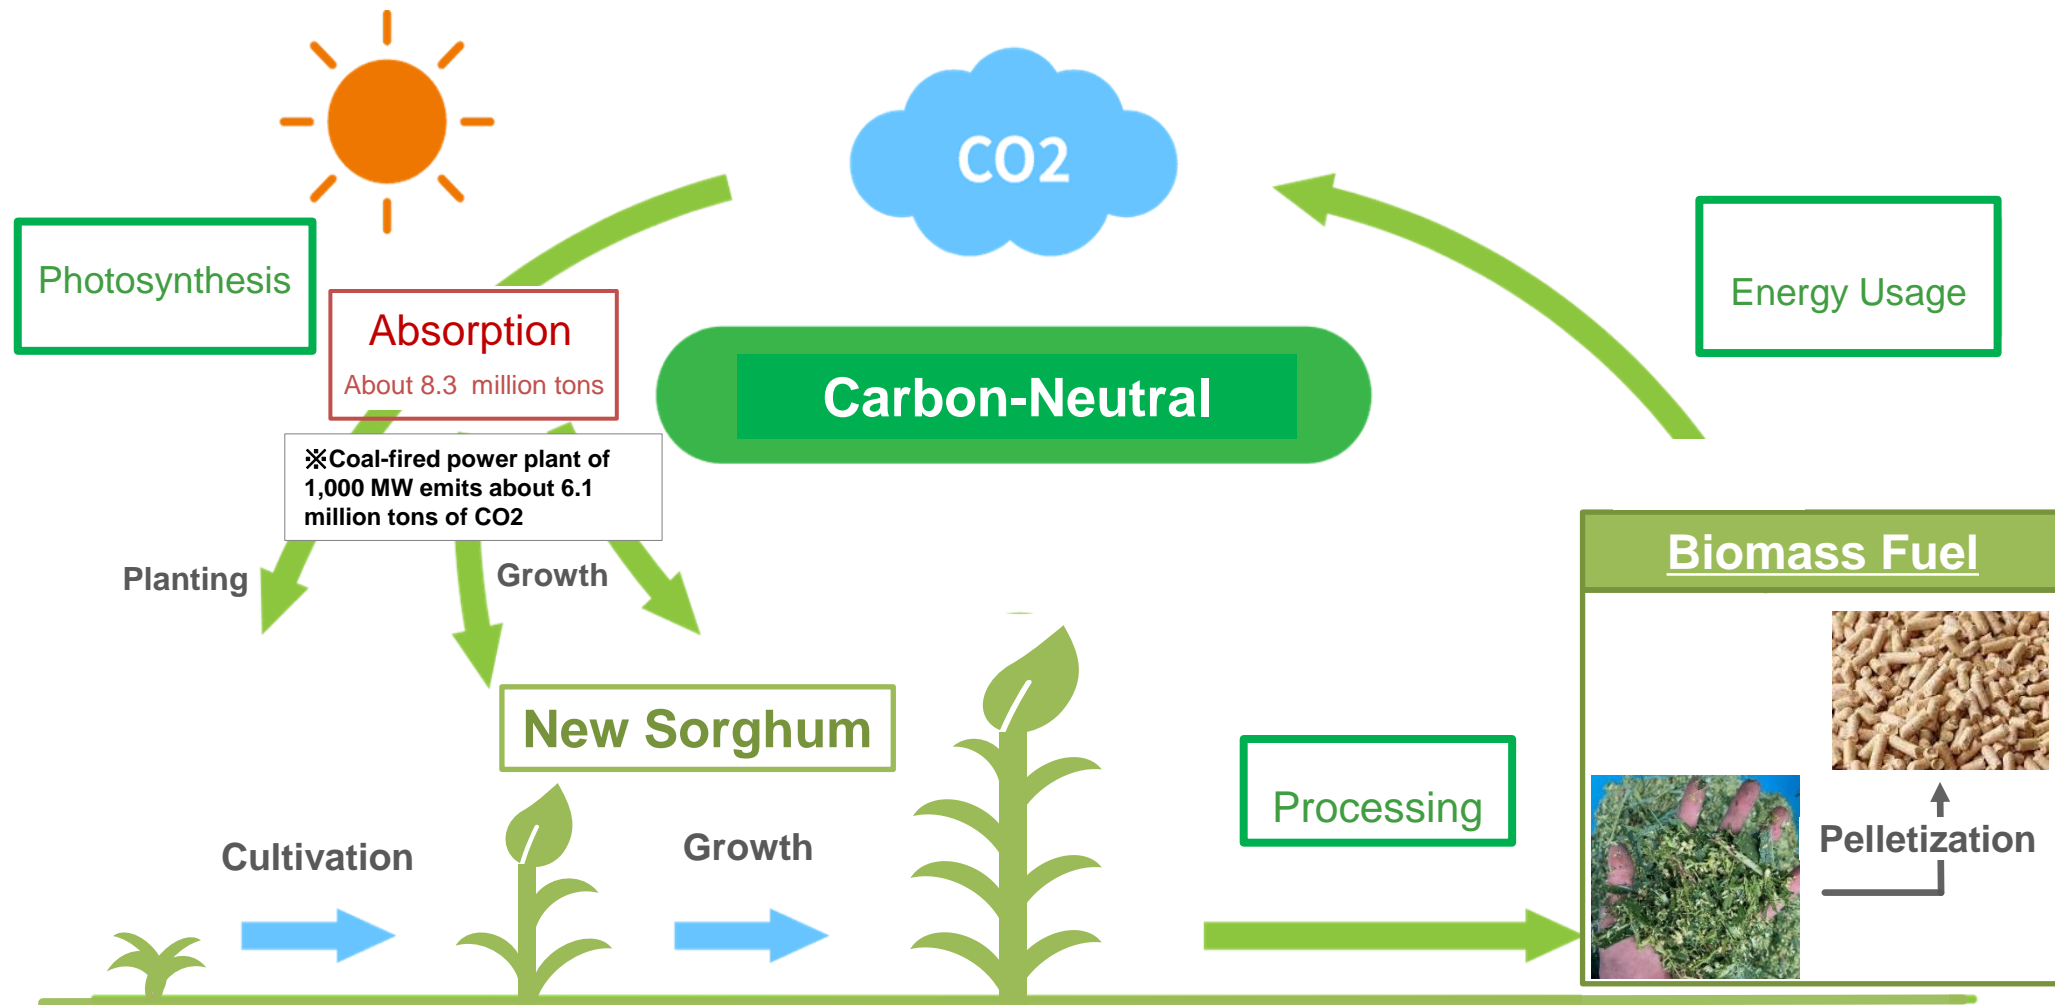 CO2
Photosynthesis
Absorption
About 8.3 million tons
Energy Usage
Carbon-Neutral
※Coal-fired power plant of
1,000 MW emits about 6.1
million tons of CO2
Planting
Growth
Biomass Fuel
New Sorghum
Processing
Cultivation
Growth
Pelletization